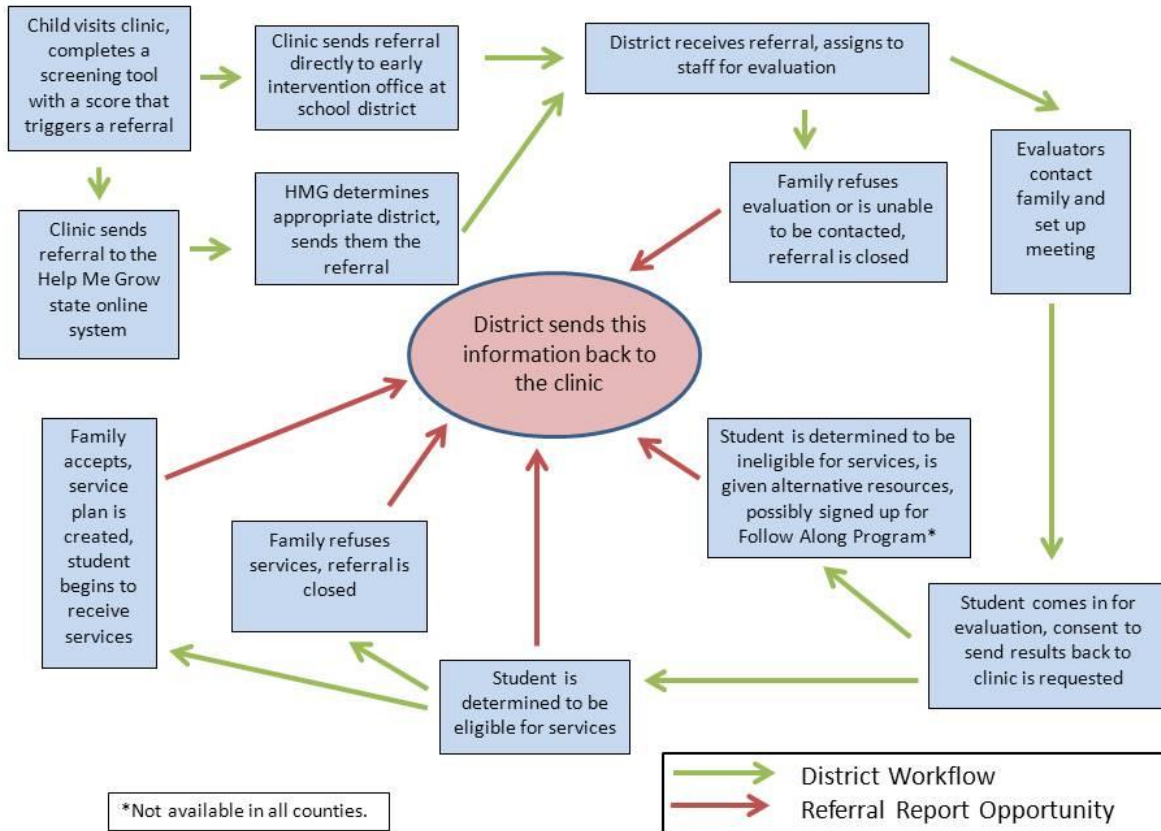 Child visits clinic,
completes a
screening tool
with a score that
triggers a referral
Clinic sends referral
directly to early
intervention office at
school district
District receives referral, assigns to
staff for evaluation
Clinic sends
referral to the
Help Me Grow
state online
system
HMG determines
appropriate district,
sends them the
referral
Family refuses
evaluation or is unable
to be contacted,
referral is closed
Evaluators
contact
family and
set up
meeting
District sends this
information back to
the clinic
Family
accepts,
service
plan is
created,
student
begins to
receive
services
Family refuses
services, referral is
closed
Student is
determined to be
eligible for services
Student is determined to be
ineligible for services, is
given alternative resources,
possibly signed up for
Follow Along Program*
Student comes in for
evaluation, consent to
send results back to
clinic is requested
*Not available in all counties.
District Workflow
Referral Report Opportunity